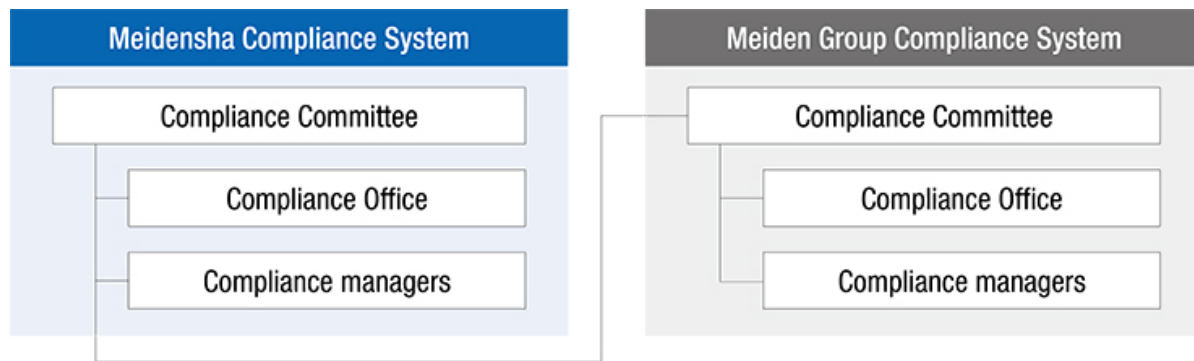 Meidensha Compliance System
Compliance Committee
Compliance Office
Compliance managers
Meiden Group Compliance System
Compliance Committee
Compliance Office
Compliance managers